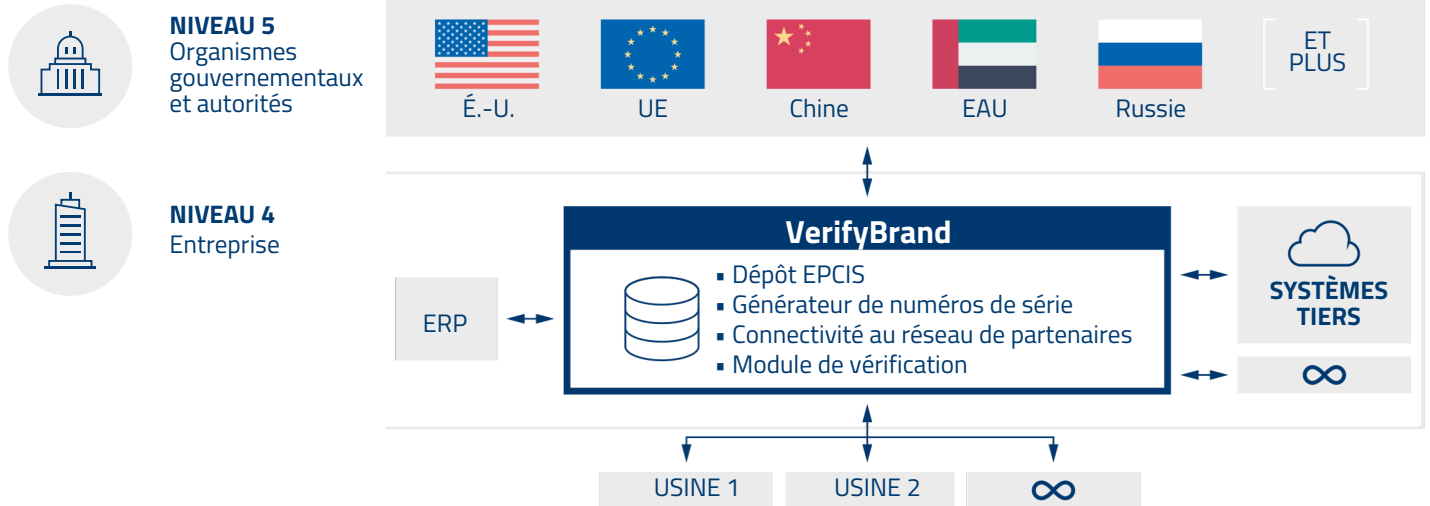 NIVEAU 5
Organismes
gouvernementaux
et autorités
É.-U.
UE
Chine
EAU
Russie
ET
PLUS
NIVEAU 4
Entreprise
ERP
VerifyBrand
▪ Dépôt EPCIS
▪ Générateur de numéros de série
▪ Connectivité au réseau de partenaires
▪ Module de vérification
SYSTÈMES
TIERS
∞
USINE 1
USINE 2
∞